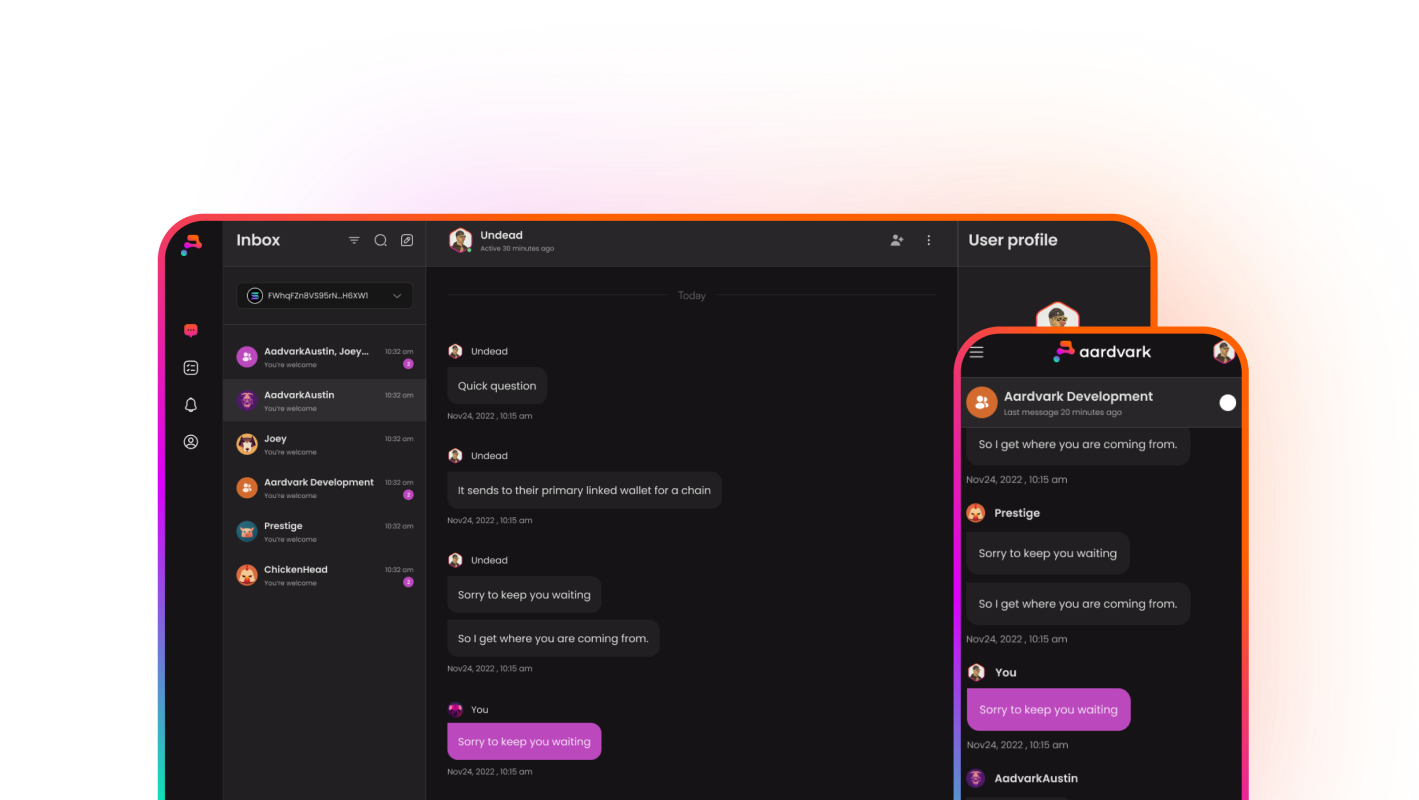 Inbox
FWhqFZn8VS95rN...H6XW1
AadvarkAustin, Joey...
10:32 am
You're welcome
2
AadvarkAustin
10:32 am
You're welcome
Joey
10:32 am
You're welcome
Aardvark Development
10:32 am
You're welcome
2
Prestige
10:32 am
You're welcome
ChickenHead
10:32 am
You're welcome
2
Undead
Active 30 minutes ago
Today
Undead
Quick question
Nov24, 2022 , 10:15 am
Undead
It sends to their primary linked wallet for a chain
Nov24, 2022 , 10:15 am
Undead
Sorry to keep you waiting
So I get where you are coming from.
Nov24, 2022 , 10:15 am
You
Sorry to keep you waiting
Nov24, 2022 , 10:15 am
User profile
aardvark
Aardvark Development
Last message 20 minutes ago
So I get where you are coming from.
Nov24, 2022 , 10:15 am
Prestige
Sorry to keep you waiting
So I get where you are coming from.
Nov24, 2022 , 10:15 am
You
Sorry to keep you waiting
Nov24, 2022 , 10:15 am
AadvarkAustin